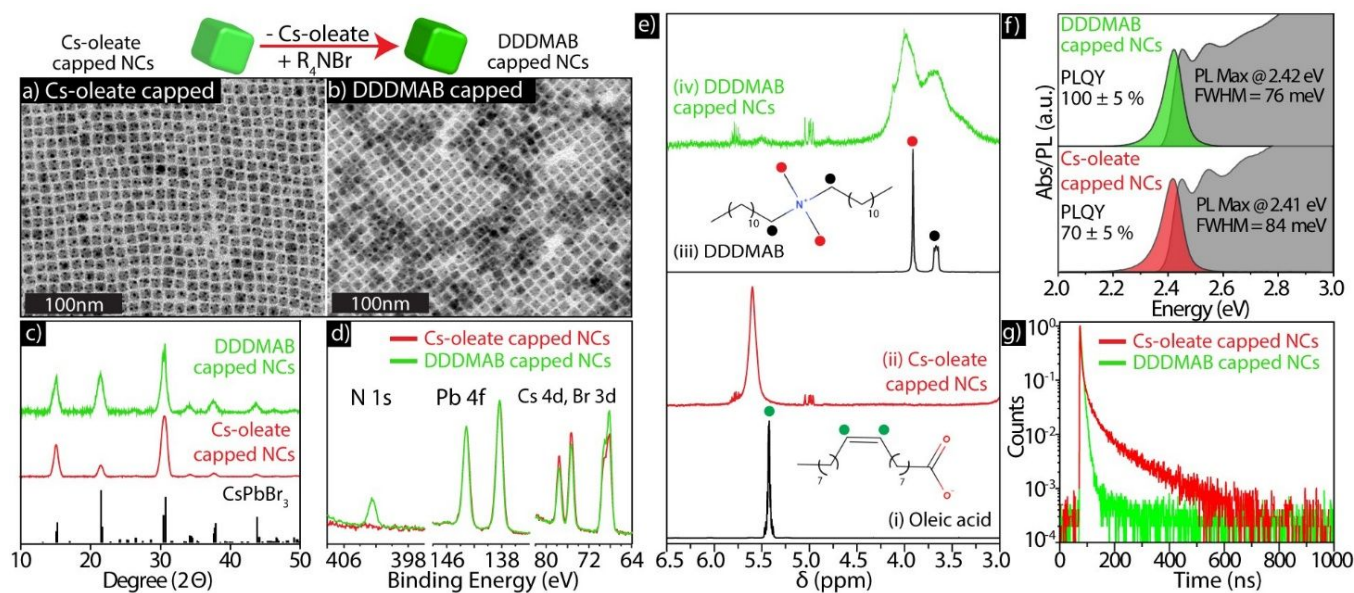 Cs-oleate
capped NCs
- Cs-oleate
+ R₄NBr
DDDMAB
capped NCs
a) Cs-oleate capped
100nm
b) DDDMAB capped
100nm
c)
DDDMAB
capped NCs
Cs-oleate
capped NCs
CsPbBr₃
10 20 30 40 50
Degree (2Θ)
d)
Cs-oleate capped NCs
DDDMAB capped NCs
N 1s
Pb 4f
Cs 4d, Br 3d
406 398 146 138 80 72 64
Binding Energy (eV)
e)
(iv) DDDMAB
capped NCs
N⁺
10
10
(iii) DDDMAB
(ii) Cs-oleate
capped NCs
O
O⁻
7
7
(i) Oleic acid
6.5 6.0 5.5 5.0 4.5 4.0 3.5 3.0
δ (ppm)
f)
DDDMAB
capped NCs
PLQY
100 ± 5 %
PL Max @ 2.42 eV
FWHM = 76 meV
Cs-oleate
capped NCs
PLQY
70 ± 5 %
PL Max @ 2.41 eV
FWHM = 84 meV
Abs/PL (a.u.)
2.0 2.2 2.4 2.6 2.8 3.0
Energy (eV)
g)
Cs-oleate capped NCs
DDDMAB capped NCs
Counts
10⁰
10⁻¹
10⁻²
10⁻³
10⁻⁴
0 200 400 600 800 1000
Time (ns)